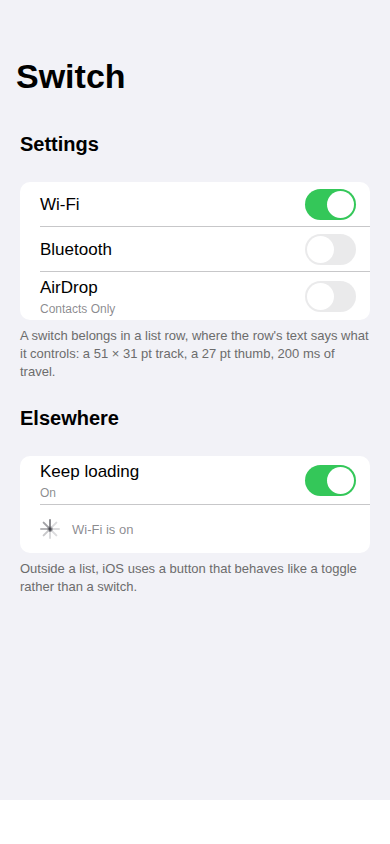 Switch
Settings
Wi-Fi
Bluetooth
AirDrop
Contacts Only
A switch belongs in a list row, where the row's text says what
it controls: a 51 × 31 pt track, a 27 pt thumb, 200 ms of
travel.
Elsewhere
Keep loading
On
Wi-Fi is on
Outside a list, iOS uses a button that behaves like a toggle
rather than a switch.